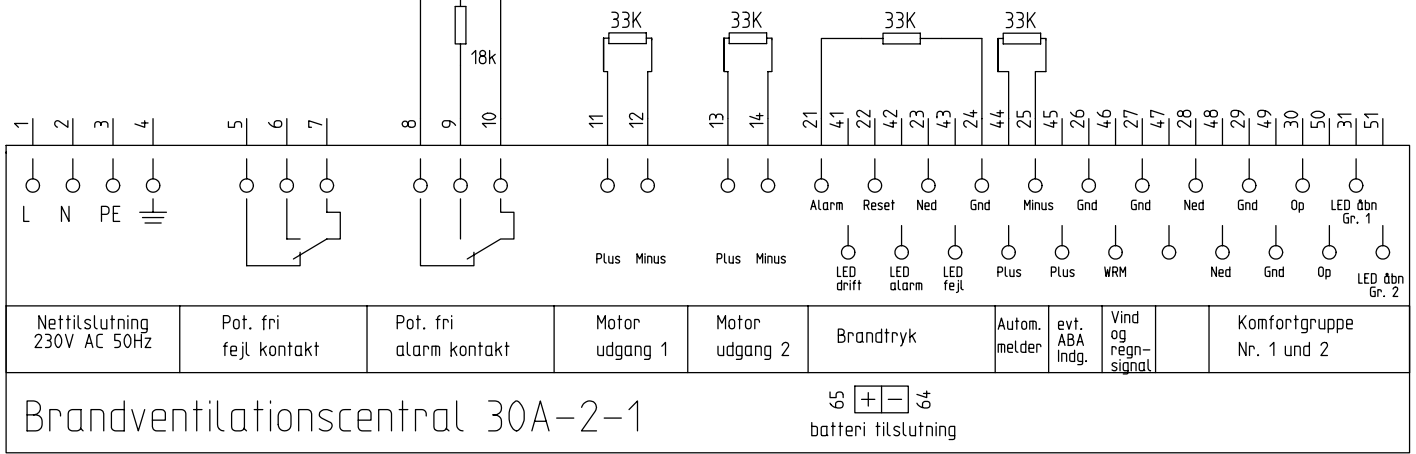 33K 33K 33K 33K
18k
1 2 3 4 5 6 7 8 9 10 11 12 13 14 21 41 22 42 23 43 24 44 25 45 26 46 27 47 28 48 29 49 30 50 31 51
L N PE
Alarm Reset Ned Gnd Minus Gnd Gnd Ned Gnd Op LED åbn
Gr. 1
Plus Minus Plus Minus
LED drift LED alarm LED fejl Plus Plus WRM Ned Gnd Op LED åbn
Gr. 2
Nettilslutning
230V AC 50Hz
Pot. fri
fejl kontakt
Pot. fri
alarm kontakt
Motor
udgang 1
Motor
udgang 2
Brandtryk
Autom.
melder
evt.
ABA
Indg.
Vind
og
regn-
signal
Komfortgruppe
Nr. 1 und 2
Brandventilationscentral 30A-2-1
65 + - 64
batteri tilslutning